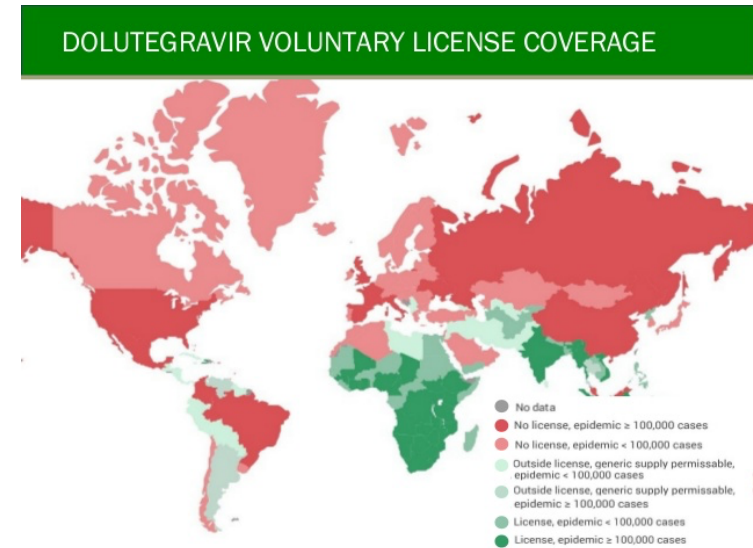 DOLUTEGRAVIR VOLUNTARY LICENSE COVERAGE
No data
No license, epidemic ≥ 100,000 cases
No license, epidemic < 100,000 cases
Outside license, generic supply permissable,
epidemic < 100,000 cases
Outside license, generic supply permissable,
epidemic ≥ 100,000 cases
License, epidemic < 100,000 cases
License, epidemic ≥ 100,000 cases